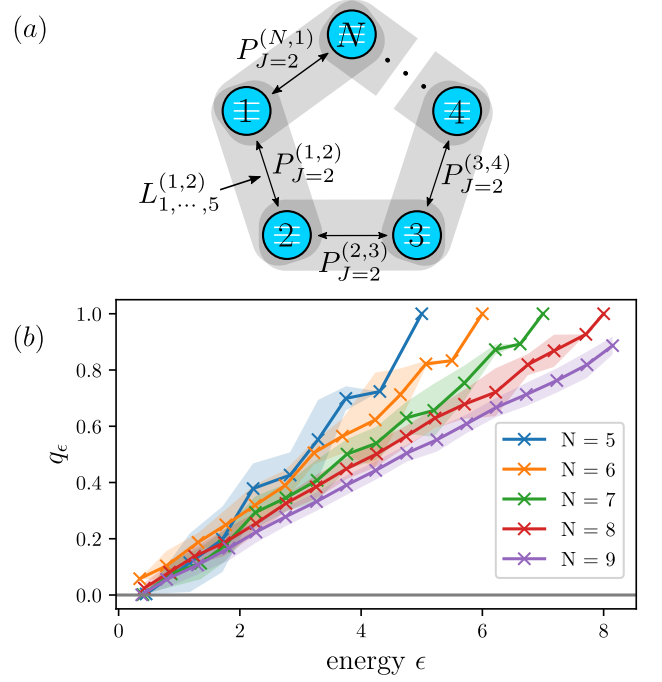 (a)
N
P_{J=2}^{(N,1)}
1
4
P_{J=2}^{(1,2)}
P_{J=2}^{(3,4)}
L_{1,⋯,5}^{(1,2)}
2
3
P_{J=2}^{(2,3)}
(b)
1.0
0.8
0.6
0.4
0.2
0.0
q_ϵ
N = 5
N = 6
N = 7
N = 8
N = 9
0 2 4 6 8
energy ϵ